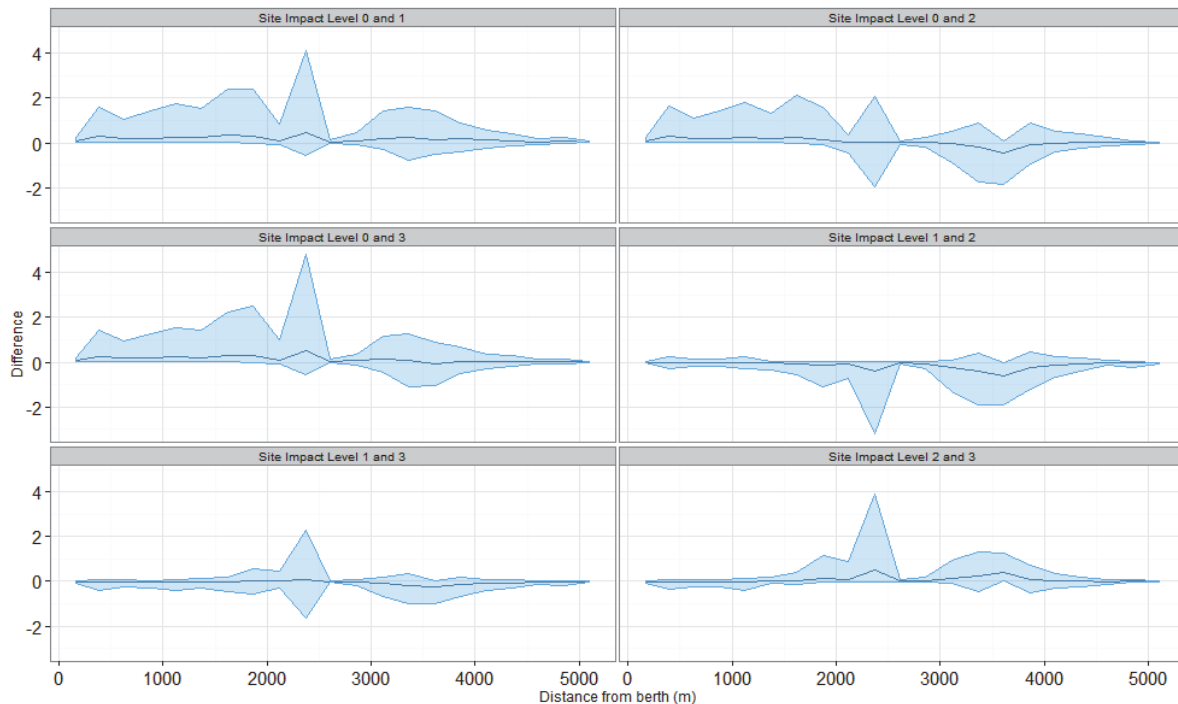 Site Impact Level 0 and 1
Site Impact Level 0 and 2
4
2
0
-2
Site Impact Level 0 and 3
Site Impact Level 1 and 2
4
2
0
-2
Difference
Site Impact Level 1 and 3
Site Impact Level 2 and 3
4
2
0
-2
0 1000 2000 3000 4000 5000 0 1000 2000 3000 4000 5000
Distance from berth (m)